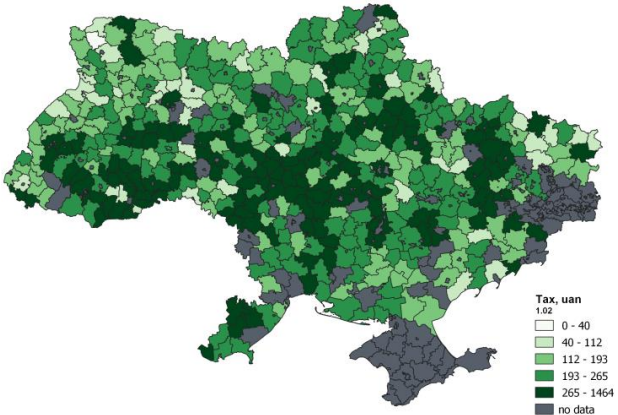 Tax, uan
1.02
0 - 40
40 - 112
112 - 193
193 - 265
265 - 1464
no data